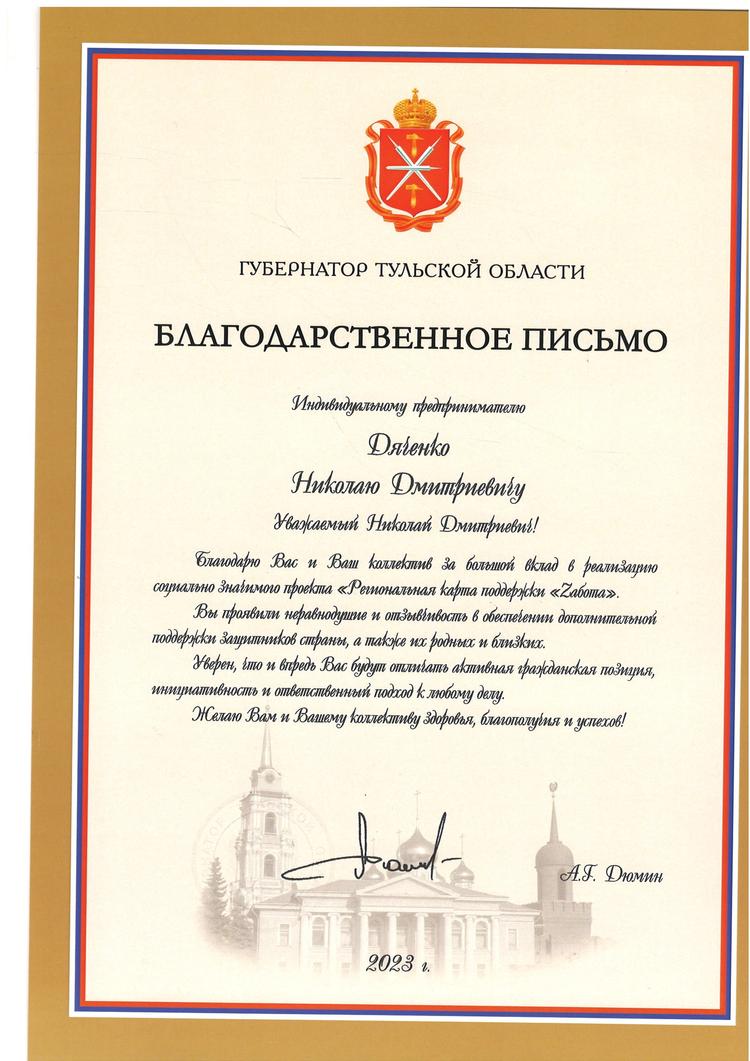 ГУБЕРНАТОР ТУЛЬСКОЙ ОБЛАСТИ
БЛАГОДАРСТВЕННОЕ ПИСЬМО
Индивидуальному предпринимателю
Дяченко
Николаю Дмитриевичу
Уважаемый Николай Дмитриевич!
Благодарю Вас и Ваш коллектив за большой вклад в реализацию
социально значимого проекта «Региональная карта поддержки «Zабота».
Вы проявили неравнодушие и отзывчивость в обеспечении дополнительной
поддержки защитников страны, а также их родных и близких.
Уверен, что и впредь Вас будут отличать активная гражданская позиция,
инициативность и ответственный подход к любому делу.
Желаю Вам и Вашему коллективу здоровья, благополучия и успехов!
А.Г. Дюмин
2023 г.